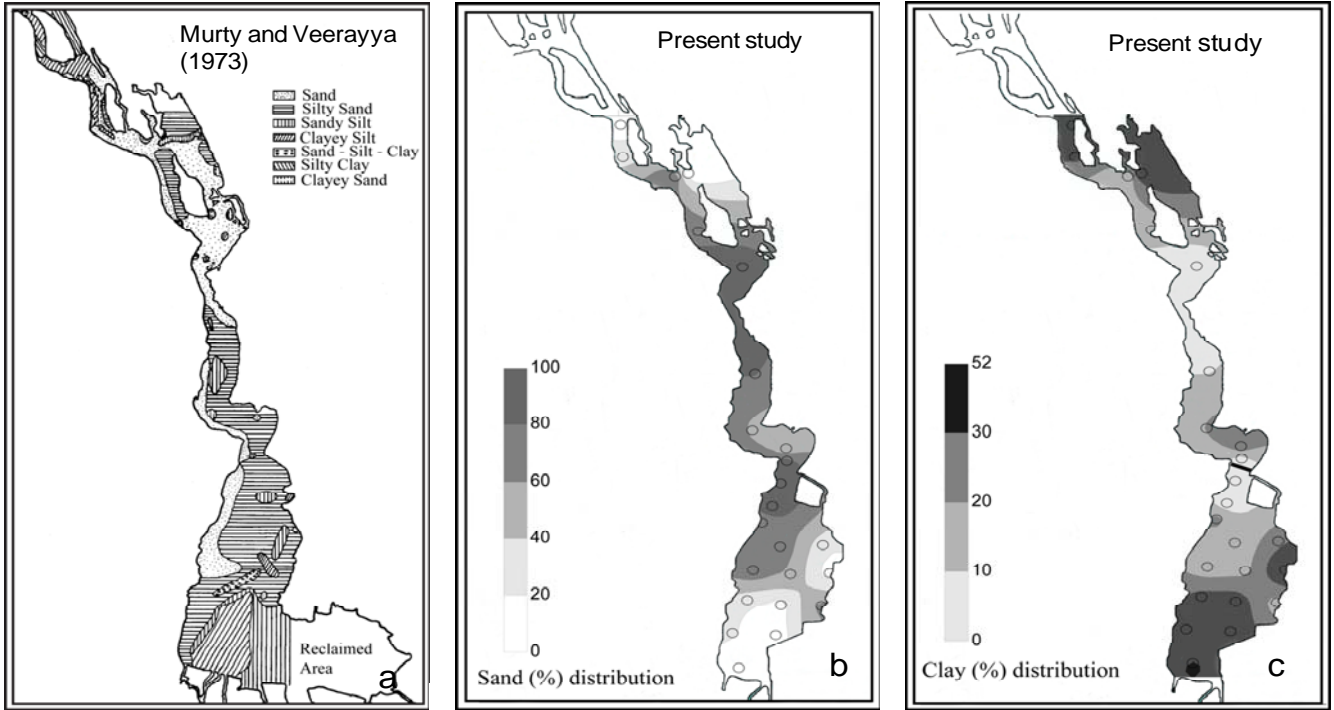 Murty and Veerayya
(1973)
Sand
Silty Sand
Sandy Silt
Clayey Silt
Sand - Silt - Clay
Silty Clay
Clayey Sand
Reclaimed
Area
a
Present study
100
80
60
40
20
0
Sand (%) distribution
b
Present study
52
30
20
10
0
Clay (%) distribution
c